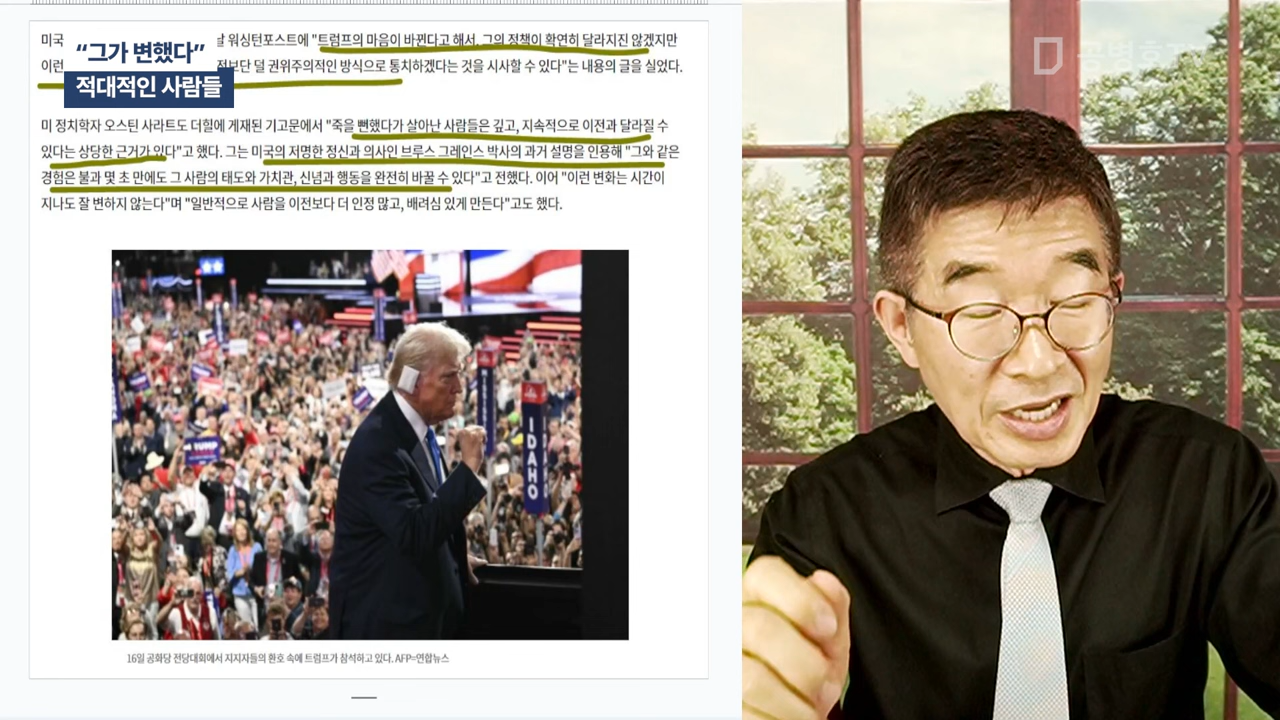 “그가 변했다”
적대적인 사람들
미국 날 워싱턴포스트에 "트럼프의 마음이 바뀐다고 해서, 그의 정책이 확연히 달라지진 않겠지만
이런 전보단 덜 권위주의적인 방식으로 통치하겠다는 것을 시사할 수 있다"는 내용의 글을 실었다.
미 정치학자 오스틴 사라트도 더힐에 게재된 기고문에서 "죽을 뻔했다가 살아난 사람들은 깊고, 지속적으로 이전과 달라질 수
있다는 상당한 근거가 있다"고 했다. 그는 미국의 저명한 정신과 의사인 브루스 그레인스 박사의 과거 설명을 인용해 "그와 같은
경험은 불과 몇 초 만에도 그 사람의 태도와 가치관, 신념과 행동을 완전히 바꿀 수 있다"고 전했다. 이어 "이런 변화는 시간이
지나도 잘 변하지 않는다"며 "일반적으로 사람을 이전보다 더 인정 많고, 배려심 있게 만든다"고도 했다.
TRUMP
IDAHO
16일 공화당 전당대회에서 지지자들의 환호 속에 트럼프가 참석하고 있다. AFP=연합뉴스
공병호TV